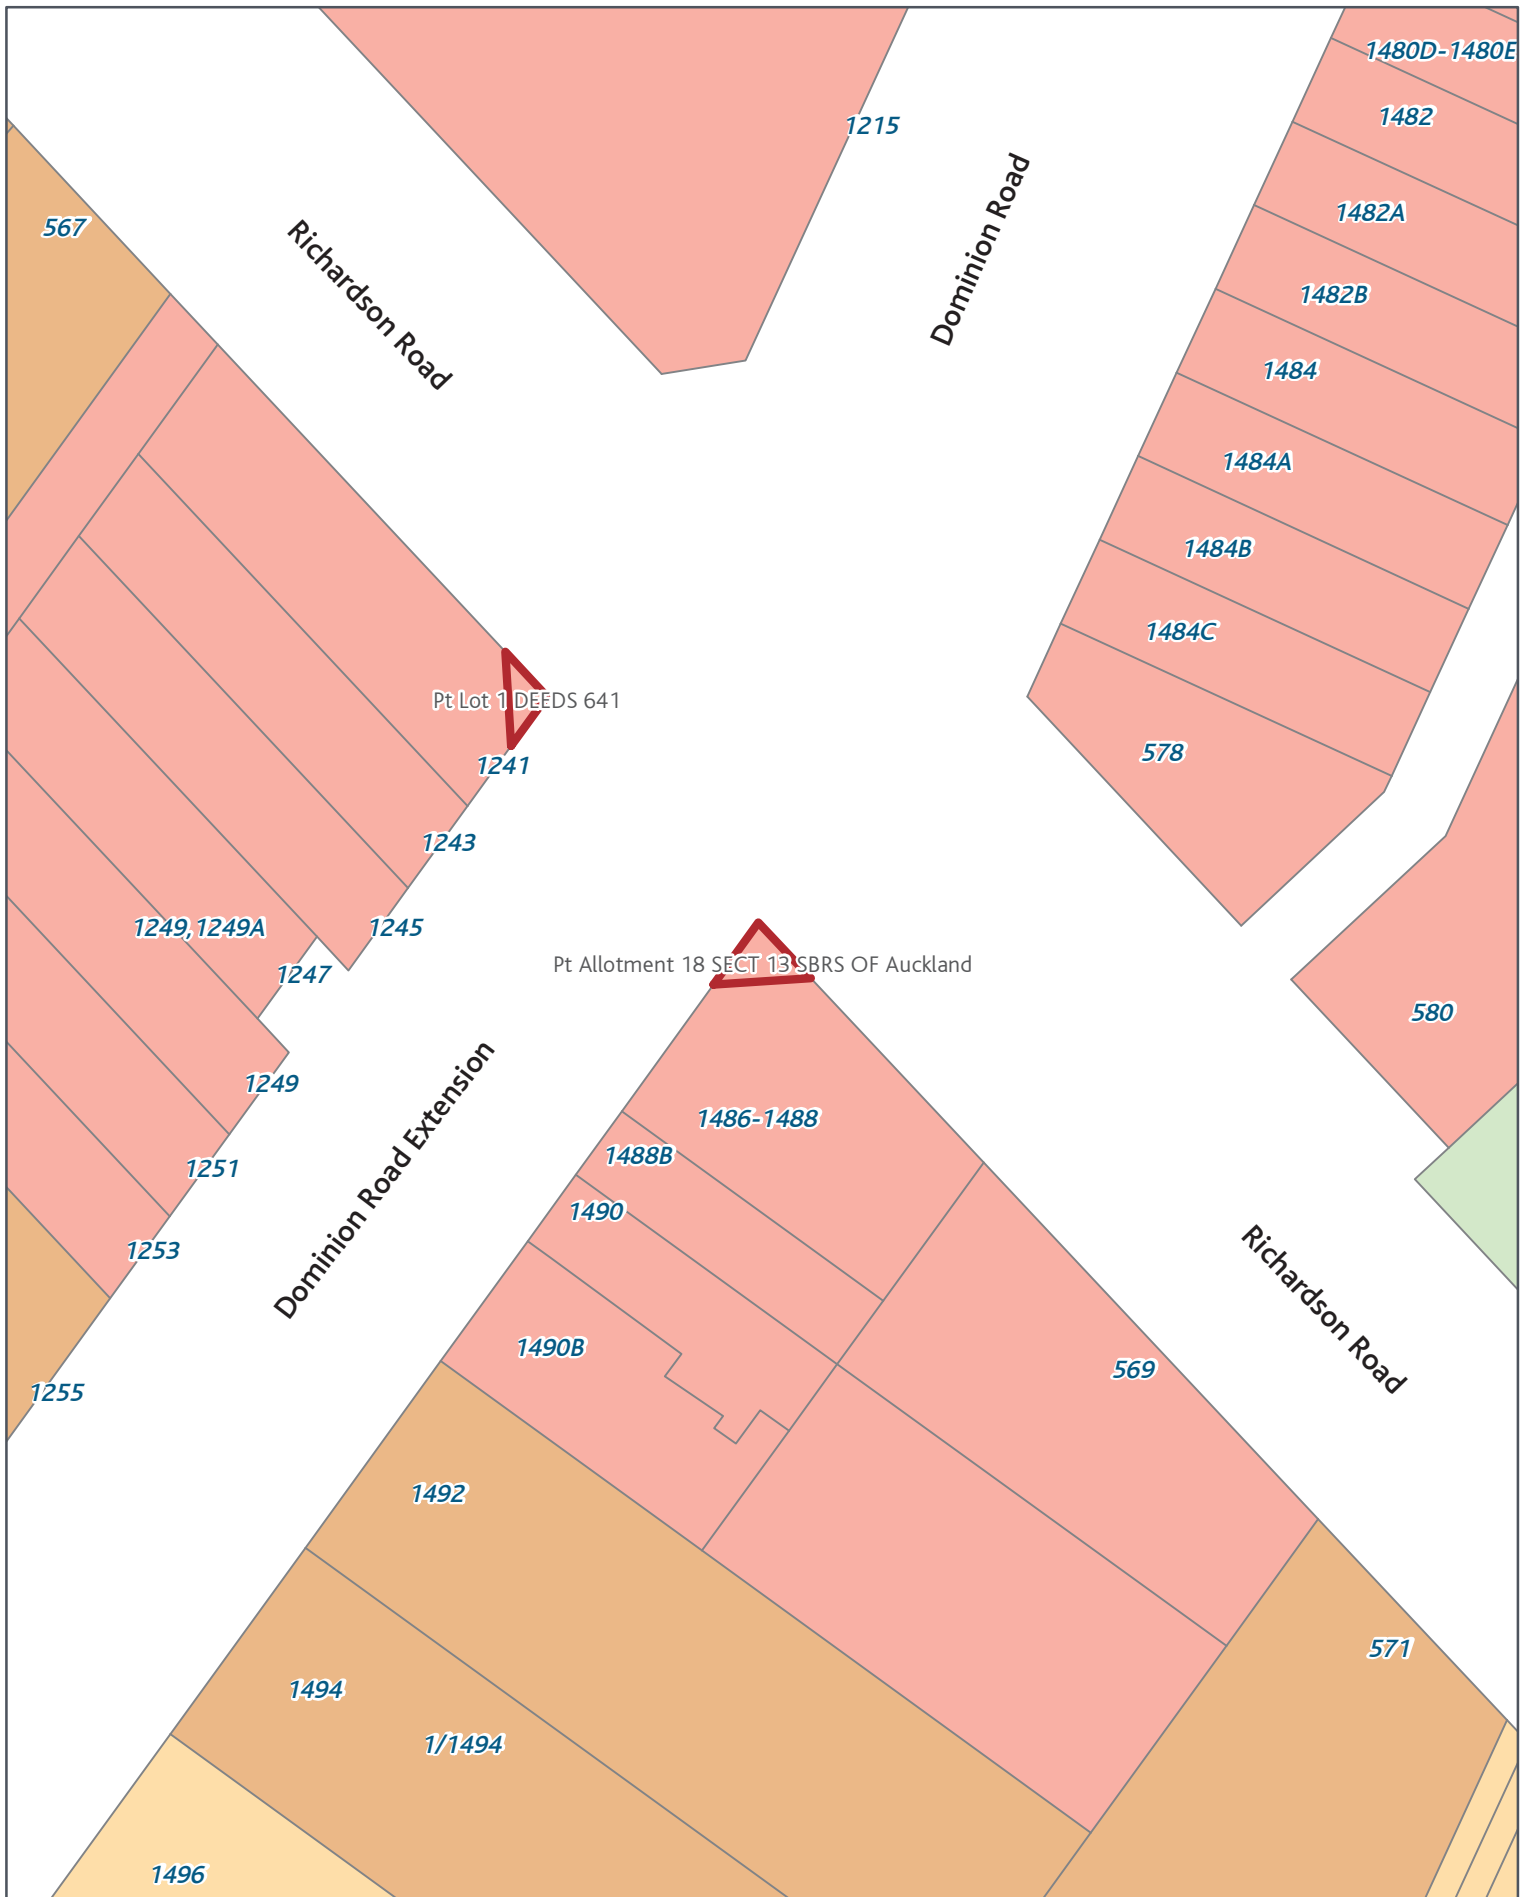 1480D-1480E
1482
1215
1482A
567
Richardson Road
Dominion Road
1482B
1484
1484A
1484B
1484C
Pt Lot 1 DEEDS 641
578
1241
1243
1249, 1249A
1245
Pt Allotment 18 SECT 13 SBRS OF Auckland
1247
580
1249
1486-1488
1488B
1251
Dominion Road Extension
1490
1253
Richardson Road
1490B
569
1255
1492
571
1494
1/1494
1496